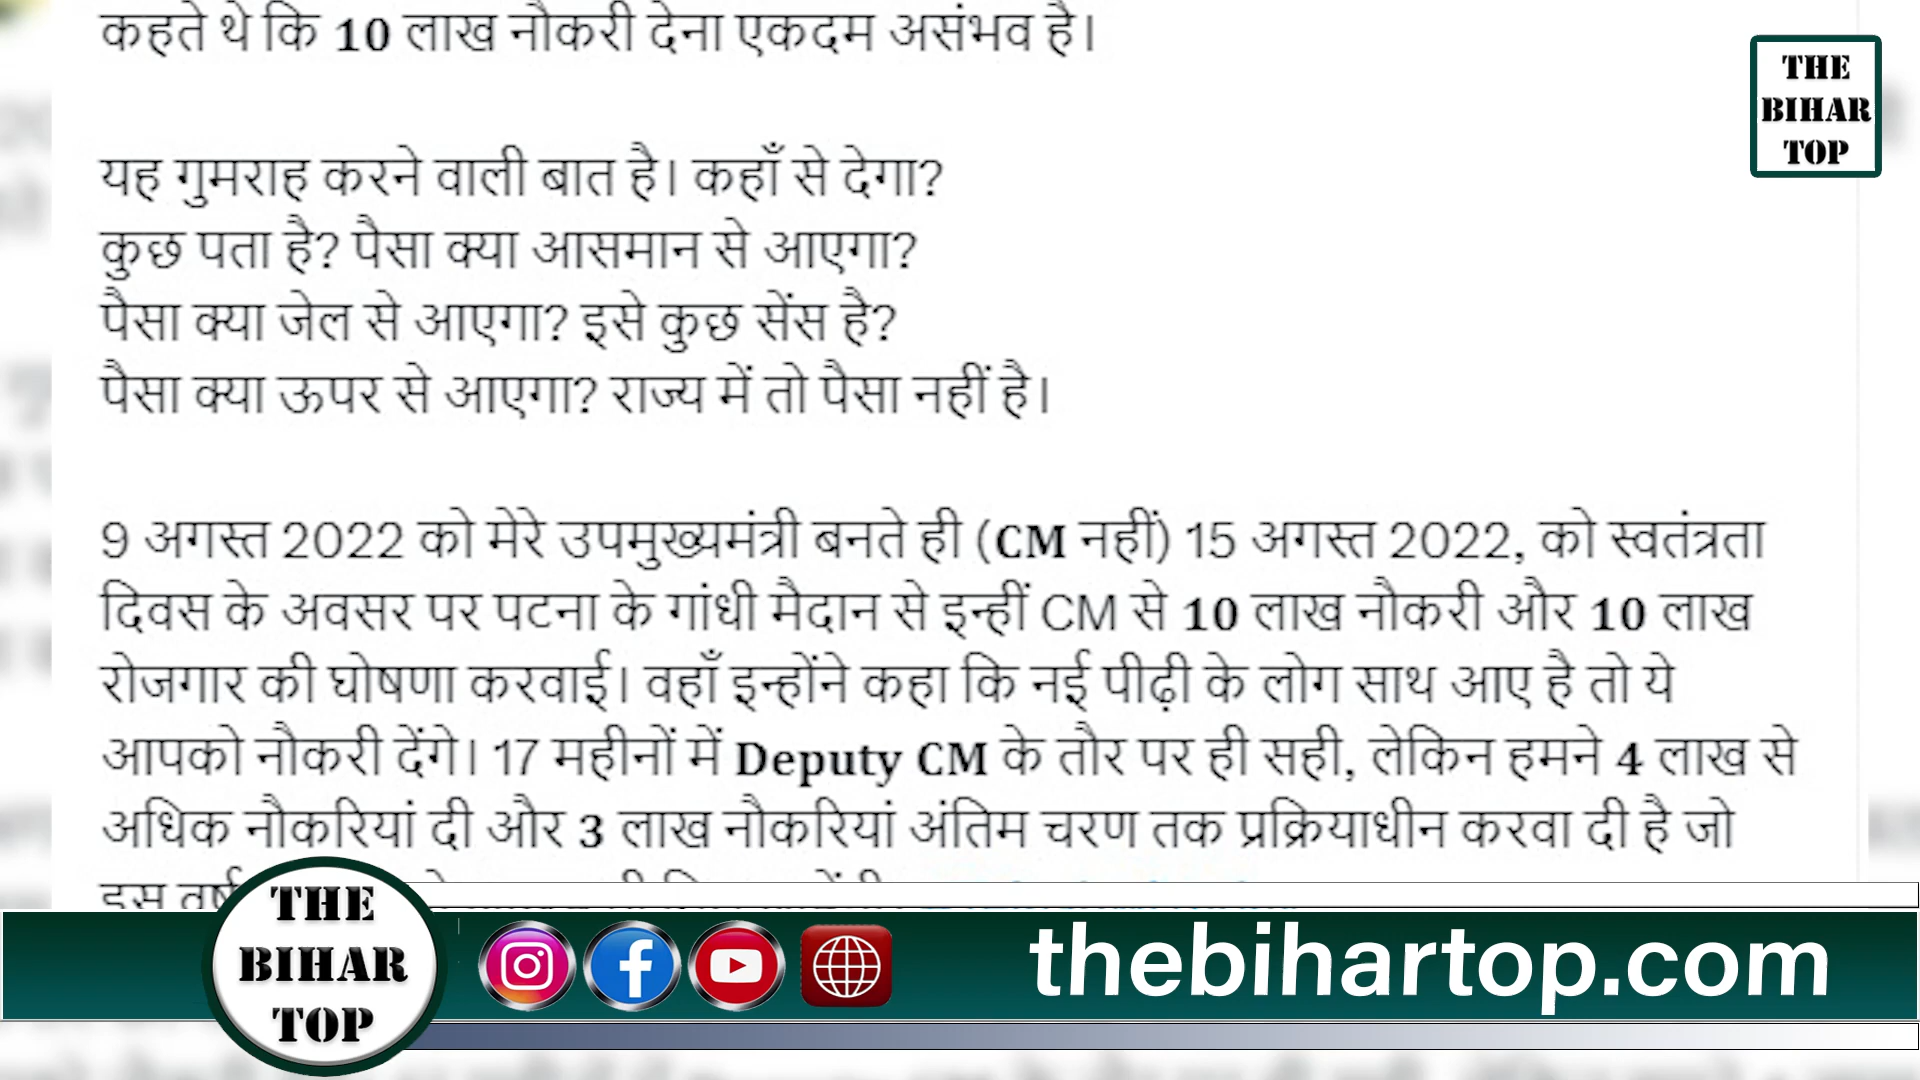 कहते थे कि 10 लाख नौकरी देना एकदम असंभव है।
THE
BIHAR
TOP
यह गुमराह करने वाली बात है। कहाँ से देगा?
कुछ पता है? पैसा क्या आसमान से आएगा?
पैसा क्या जेल से आएगा? इसे कुछ सेंस है?
पैसा क्या ऊपर से आएगा? राज्य में तो पैसा नहीं है।
9 अगस्त 2022 को मेरे उपमुख्यमंत्री बनते ही (CM नहीं) 15 अगस्त 2022, को स्वतंत्रता
दिवस के अवसर पर पटना के गांधी मैदान से इन्हीं CM से 10 लाख नौकरी और 10 लाख
रोजगार की घोषणा करवाई। वहाँ इन्होंने कहा कि नई पीढ़ी के लोग साथ आए है तो ये
आपको नौकरी देंगे। 17 महीनों में Deputy CM के तौर पर ही सही, लेकिन हमने 4 लाख से
अधिक नौकरियां दी और 3 लाख नौकरियां अंतिम चरण तक प्रक्रियाधीन करवा दी है जो
इस वर्ष
THE
BIHAR
TOP
thebihartop.com